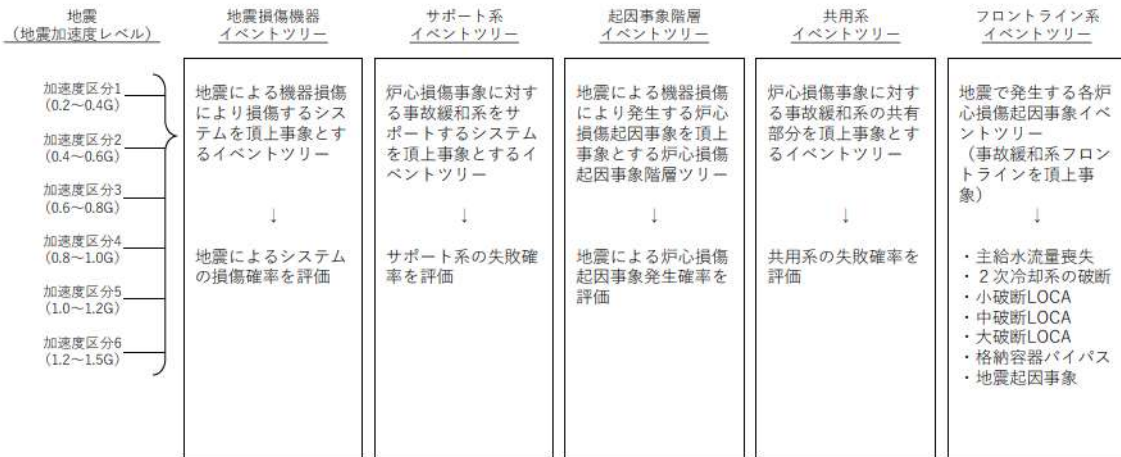 地震
（地震加速度レベル）
加速度区分1
(0.2～0.4G)
加速度区分2
(0.4～0.6G)
加速度区分3
(0.6～0.8G)
加速度区分4
(0.8～1.0G)
加速度区分5
(1.0～1.2G)
加速度区分6
(1.2～1.5G)
地震損傷機器
イベントツリー
地震による機器損傷
により損傷するシス
テムを頂上事象とす
るイベントツリー
↓
地震によるシステム
の損傷確率を評価
サポート系
イベントツリー
炉心損傷事象に対す
る事故緩和系をサ
ポートするシステム
を頂上事象とするイ
ベントツリー
↓
サポート系の失敗確
率を評価
起因事象階層
イベントツリー
地震による機器損傷
により発生する炉心
損傷起因事象を頂上
事象とする炉心損傷
起因事象階層ツリー
↓
地震による炉心損傷
起因事象発生確率を
評価
共用系
イベントツリー
炉心損傷事象に対す
る事故緩和系の共有
部分を頂上事象とす
るイベントツリー
↓
共用系の失敗確率を
評価
フロントライン系
イベントツリー
地震で発生する各炉
心損傷起因事象イベ
ントツリー
（事故緩和系フロン
トラインを頂上事
象）
↓
・主給水流量喪失
・２次冷却系の破断
・小破断LOCA
・中破断LOCA
・大破断LOCA
・格納容器バイパス
・地震起因事象